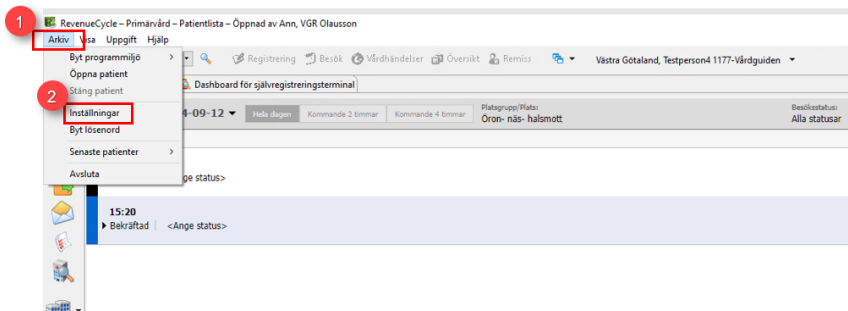 1
RevenueCycle – Primärvård – Patientlista – Öppnad av Ann, VGR Olausson
Arkiv Visa Uppgift Hjälp
Byt programmiljö
Registrering Besök Vårdhändelser Översikt Remiss Västra Götaland, Testperson4 1177-Vårdguiden
Öppna patient
Stäng patient
Dashboard för självregistreringsterminal
2
Inställningar
4-09-12 Hela dagen Kommande 2 timmar Kommande 4 timmar
Platsgrupp/Plats:
Öron- näs- halsmott
Besöksstatus:
Alla statusar
Byt lösenord
Senaste patienter
Avsluta
ge status>
15:20
Bekräftad <Ange status>